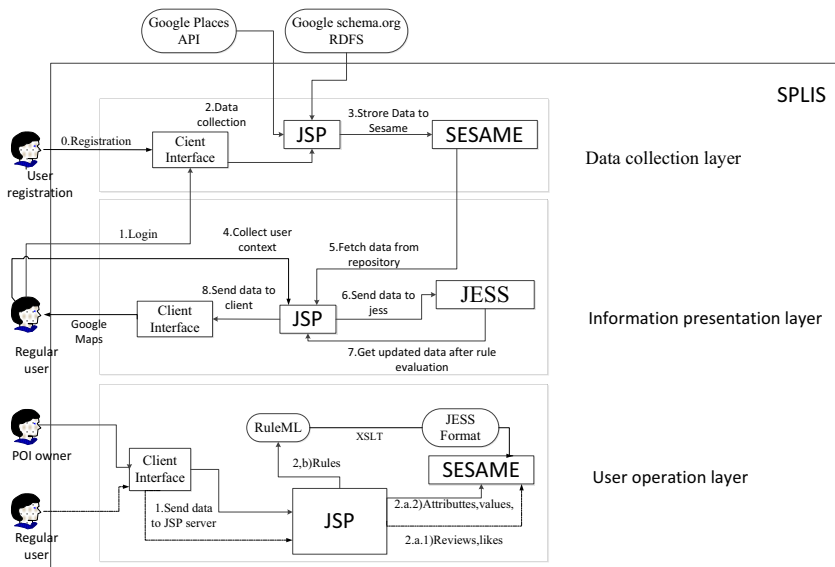 Google Places
API
Google schema.org
RDFS
SPLIS
0.Registration
User
registration
Cient
Interface
2.Data
collection
JSP
3.Strore Data to
Sesame
SESAME
Data collection layer
1.Login
4.Collect user
context
5.Fetch data from
repository
Regular
user
Google
Maps
Client
Interface
8.Send data to
client
JSP
6.Send data to
jess
JESS
7.Get updated data after rule
evaluation
Information presentation layer
POI owner
Regular
user
Client
Interface
1.Send data
to JSP server
RuleML
XSLT
JESS
Format
2,b)Rules
JSP
SESAME
2.a.2)Attributtes,values,
2.a.1)Reviews,likes
User operation layer